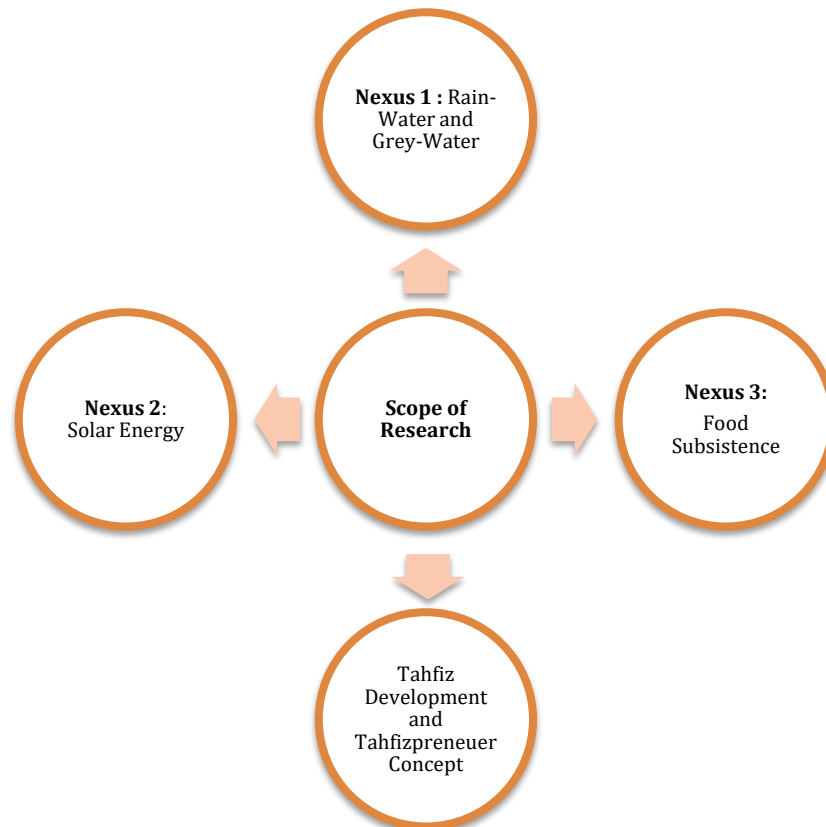 Nexus 1 : Rain-
Water and
Grey-Water
Nexus 2:
Solar Energy
Scope of
Research
Nexus 3:
Food
Subsistence
Tahfiz
Development
and
Tahfizpreneuer
Concept